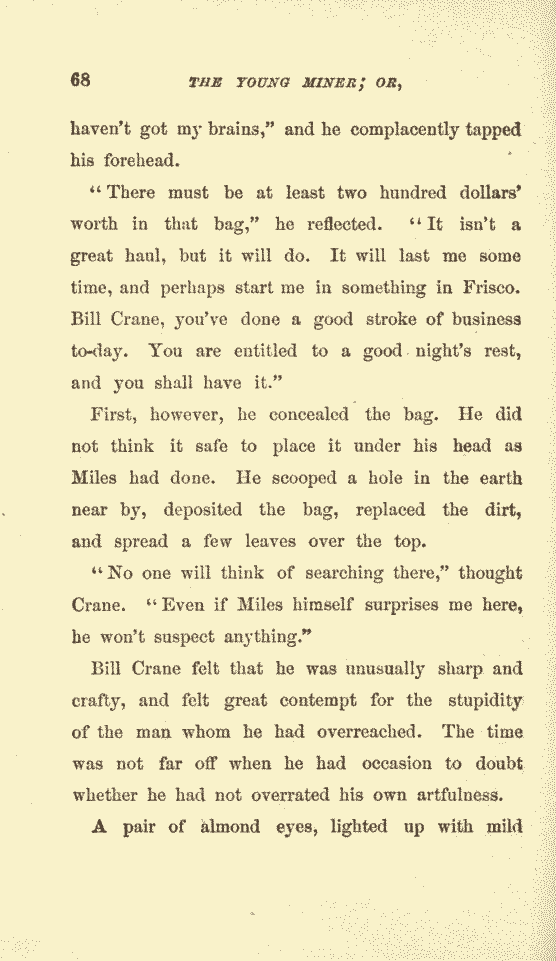 68 THE YOUNG MINER; OR,
haven't got my brains," and he complacently tapped
his forehead.
"There must be at least two hundred dollars'
worth in that bag," he reflected. "It isn't a
great haul, but it will do. It will last me some
time, and perhaps start me in something in Frisco.
Bill Crane, you've done a good stroke of business
to-day. You are entitled to a good night's rest,
and you shall have it."
First, however, he concealed the bag. He did
not think it safe to place it under his head as
Miles had done. He scooped a hole in the earth
near by, deposited the bag, replaced the dirt,
and spread a few leaves over the top.
"No one will think of searching there," thought
Crane. "Even if Miles himself surprises me here,
he won't suspect anything."
Bill Crane felt that he was unusually sharp and
crafty, and felt great contempt for the stupidity
of the man whom he had overreached. The time
was not far off when he had occasion to doubt
whether he had not overrated his own artfulness.
A pair of almond eyes, lighted up with mild